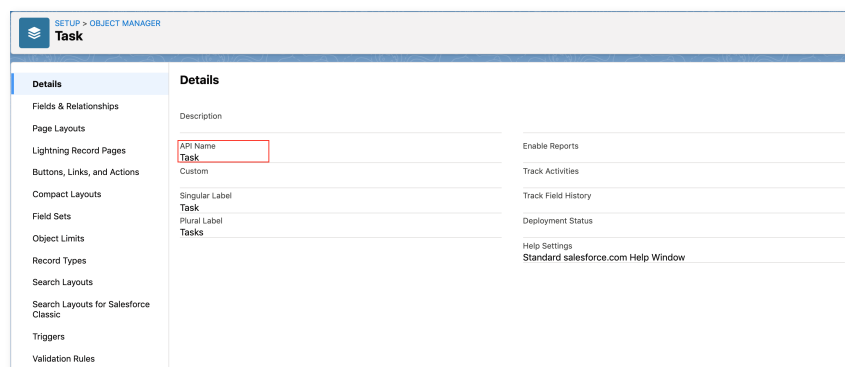 SETUP > OBJECT MANAGER
Task
Details
Fields & Relationships
Page Layouts
Lightning Record Pages
Buttons, Links, and Actions
Compact Layouts
Field Sets
Object Limits
Record Types
Search Layouts
Search Layouts for Salesforce
Classic
Triggers
Validation Rules
Details
Description
API Name
Task
Custom
Singular Label
Task
Plural Label
Tasks
Enable Reports
Track Activities
Track Field History
Deployment Status
Help Settings
Standard salesforce.com Help Window